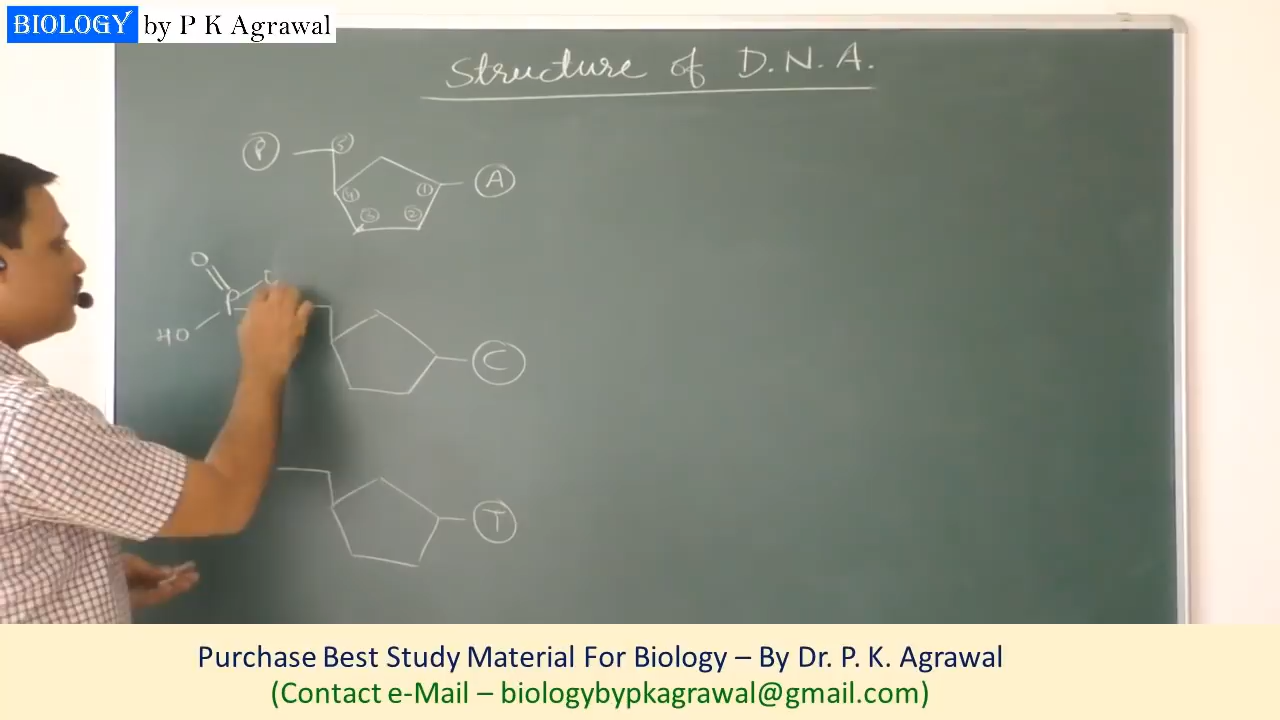 BIOLOGY by P K Agrawal
Structure of D.N.A.
P 5 A
4 1
3 2
O
P
HO
C
T
Purchase Best Study Material For Biology – By Dr. P. K. Agrawal
(Contact e-Mail – biologybypkagrawal@gmail.com)